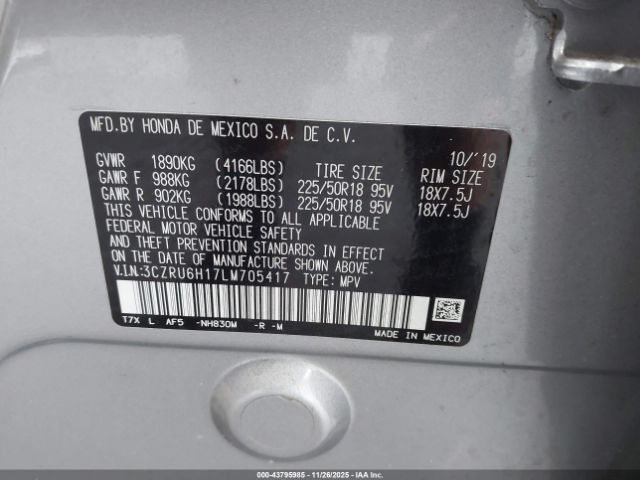 MFD.BY HONDA DE MEXICO S.A. DE C.V.
10/'19
GVWR 1890KG (4166LBS) TIRE SIZE RIM SIZE
GAWR F 988KG (2178LBS) 225/50R18 95V 18X7.5J
GAWR R 902KG (1988LBS) 225/50R18 95V 18X7.5J
THIS VEHICLE CONFORMS TO ALL APPLICABLE
FEDERAL MOTOR VEHICLE SAFETY
AND THEFT PREVENTION STANDARDS IN EFFECT
ON THE DATE OF MANUFACTURE SHOWN ABOVE.
V.I.N:3CZRU6H17LM705417 TYPE: MPV
T7X L AF5 -NH830M -R -M
MADE IN MEXICO
000-43795985 - 11/26/2025 - IAAI.CA